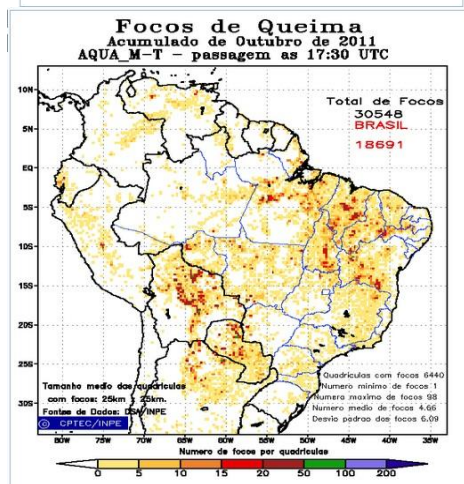 Focos de Queima
Acumulado de Outubro de 2011
AQUA_M-T - passagem as 17:30 UTC
Total de Focos
30548
BRASIL
18691
10N
5N
EQ
5S
10S
15S
20S
25S
30S
Quadriculas com focos 6440
Numero minimo de focos 1
Numero maximo de focos 98
Numero medio de focos 4.66
Desvio padrao dos focos 6.09
Tamanho medio das quadriculas
com focos: 25km x 25km.
Fontes de Dados: DSA/INPE
© CPTEC/INPE
80W 75W 70W 65W 60W 55W 50W 45W 40W 35W
Numero de focos por quadriculas
0 5 10 15 20 50 100 200